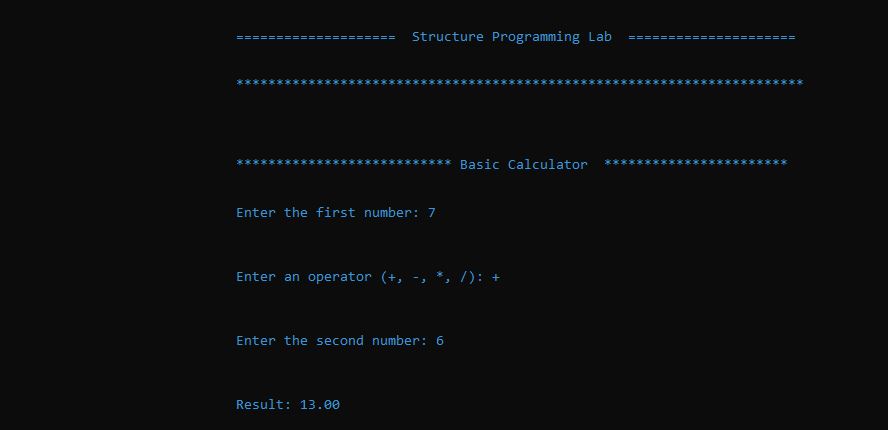 ====================  Structure Programming Lab  =====================
***********************************************************************
*************************** Basic Calculator  ***********************
Enter the first number: 7
Enter an operator (+, -, *, /): +
Enter the second number: 6
Result: 13.00